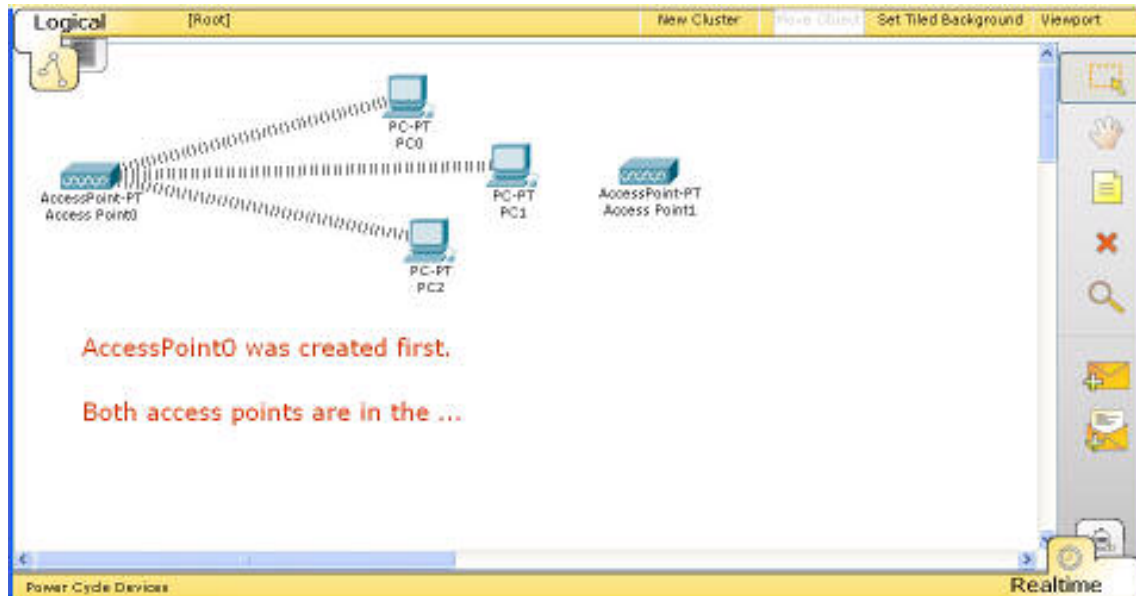 Logical [Root] New Cluster Move Object Set Tiled Background Viewport
PC-PT
PC0
AccessPoint-PT
Access Point0
PC-PT
PC1
AccessPoint-PT
Access Point1
PC-PT
PC2
AccessPoint0 was created first.
Both access points are in the ...
Power Cycle Devices Realtime